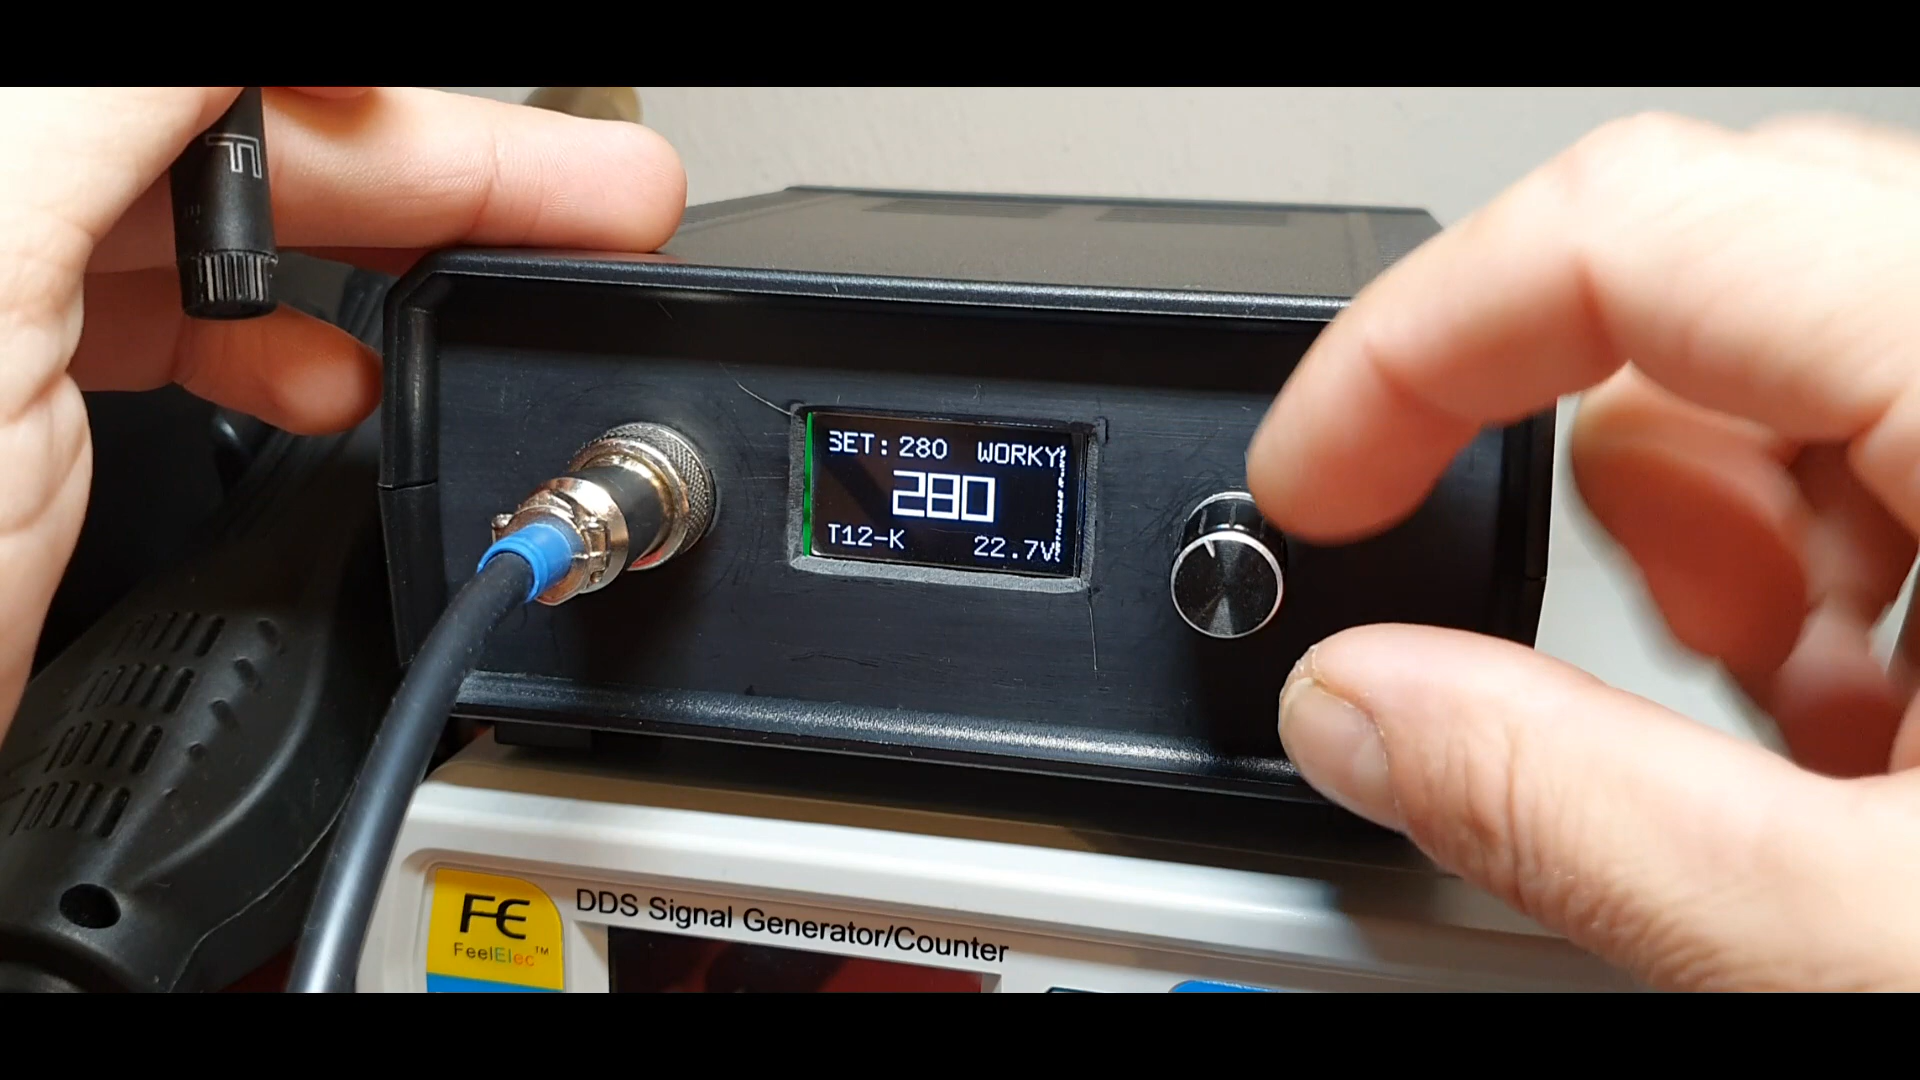 SET: 280 WORKY
280
T12-K 22.7V
FE
FeelElec™
DDS Signal Generator/Counter